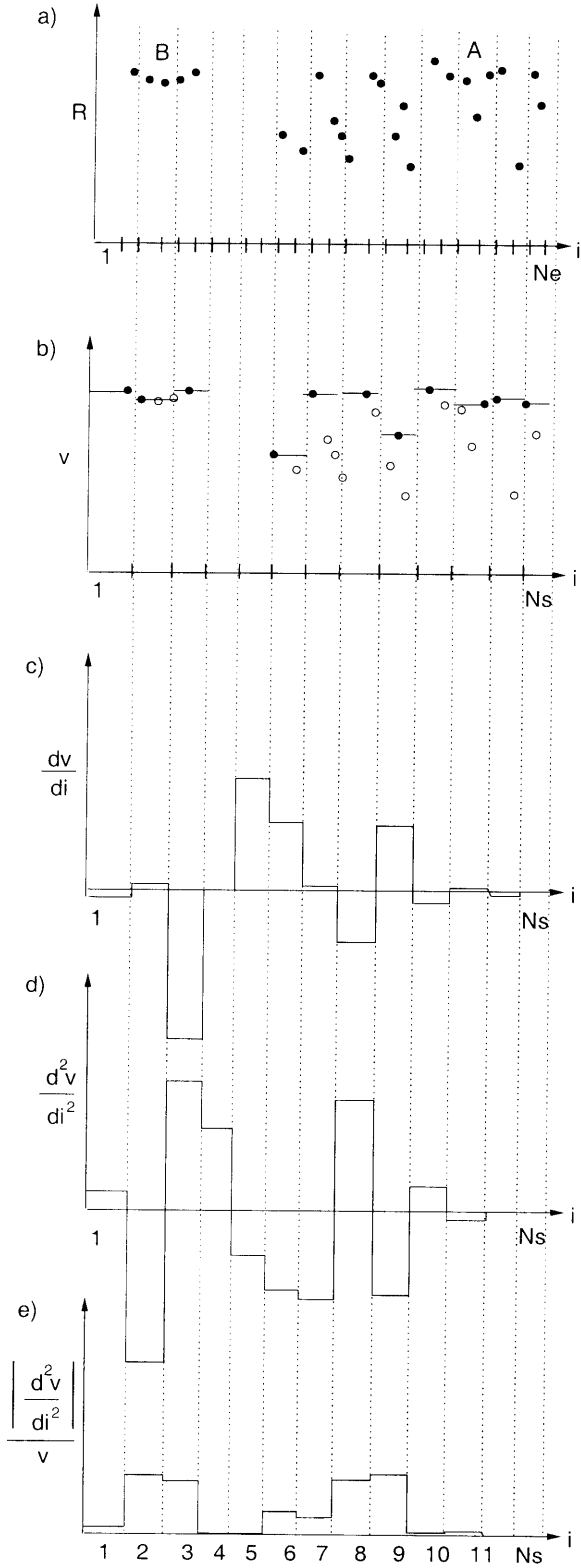 a)
B
A
R
1
i
Ne
b)
v
1
i
Ns
c)
dv
di
1
i
Ns
d)
d²v
di²
1
i
Ns
e)
| d²v
di² |
v
i
1 2 3 4 5 6 7 8 9 10 11 Ns